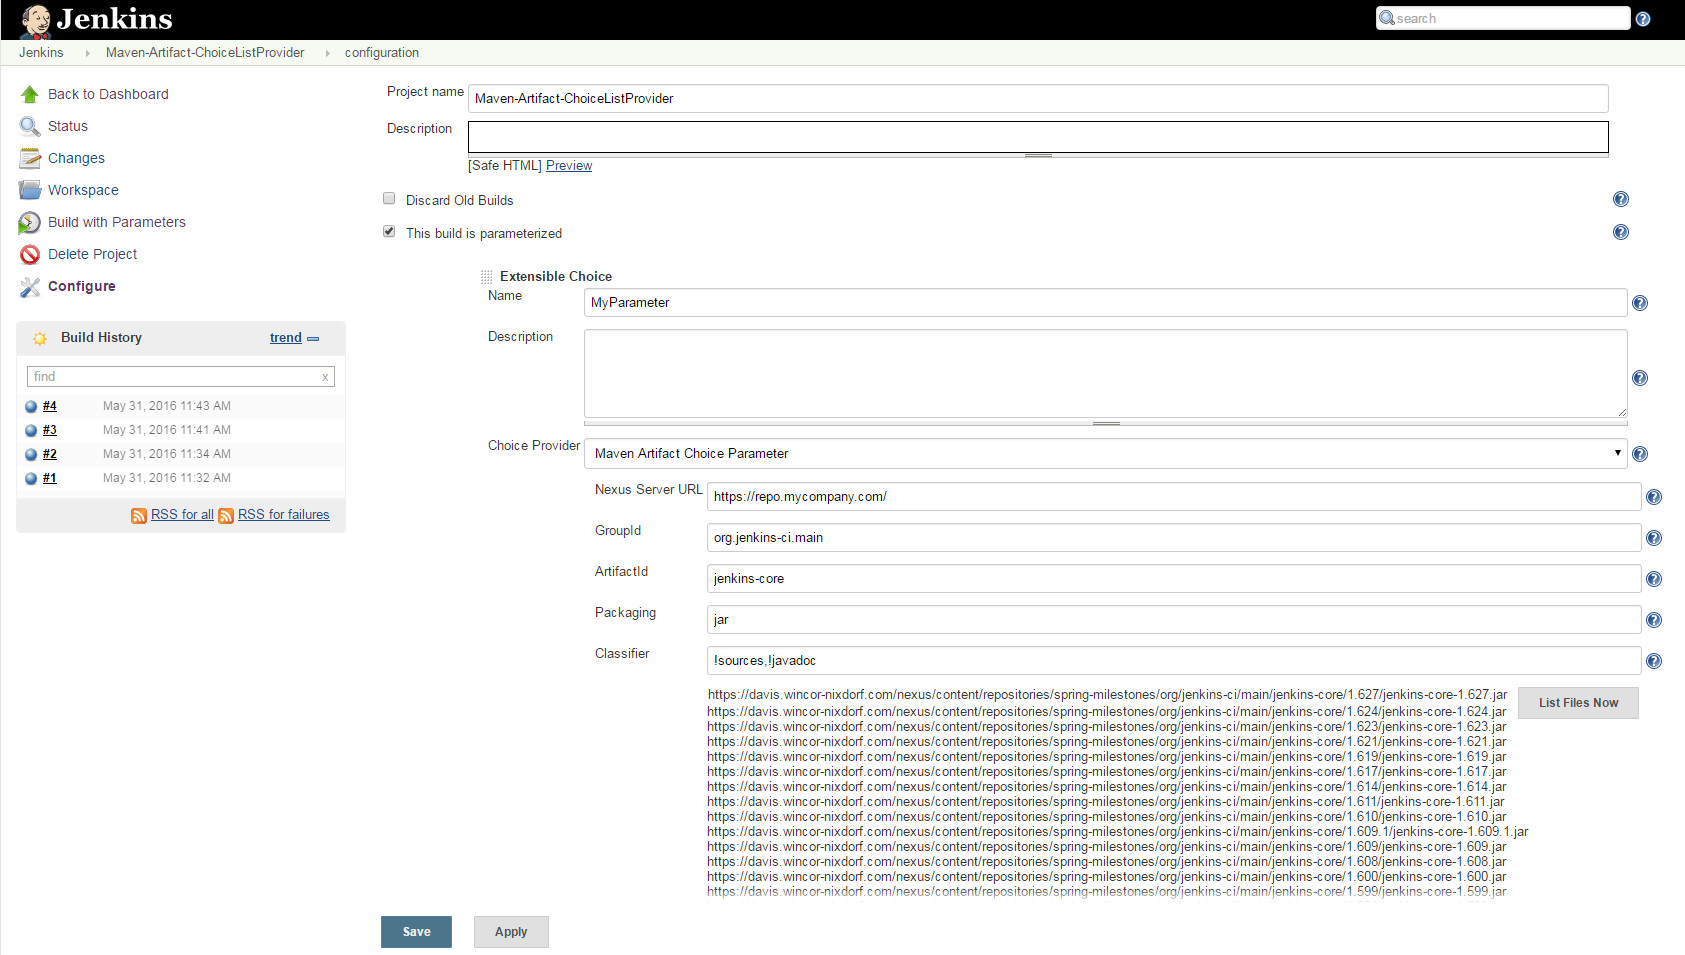 Jenkins
search
Jenkins Maven-Artifact-ChoiceListProvider configuration
Back to Dashboard
Status
Changes
Workspace
Build with Parameters
Delete Project
Configure
Build History trend
find x
#4 May 31, 2016 11:43 AM
#3 May 31, 2016 11:41 AM
#2 May 31, 2016 11:34 AM
#1 May 31, 2016 11:32 AM
RSS for all RSS for failures
Project name Maven-Artifact-ChoiceListProvider
Description
[Safe HTML] Preview
Discard Old Builds
This build is parameterized
Extensible Choice
Name MyParameter
Description
Choice Provider Maven Artifact Choice Parameter
Nexus Server URL https://repo.mycompany.com/
GroupId org.jenkins-ci.main
ArtifactId jenkins-core
Packaging jar
Classifier !sources,!javadoc
https://davis.wincor-nixdorf.com/nexus/content/repositories/spring-milestones/org/jenkins-ci/main/jenkins-core/1.627/jenkins-core-1.627.jar List Files Now
https://davis.wincor-nixdorf.com/nexus/content/repositories/spring-milestones/org/jenkins-ci/main/jenkins-core/1.624/jenkins-core-1.624.jar
https://davis.wincor-nixdorf.com/nexus/content/repositories/spring-milestones/org/jenkins-ci/main/jenkins-core/1.623/jenkins-core-1.623.jar
https://davis.wincor-nixdorf.com/nexus/content/repositories/spring-milestones/org/jenkins-ci/main/jenkins-core/1.621/jenkins-core-1.621.jar
https://davis.wincor-nixdorf.com/nexus/content/repositories/spring-milestones/org/jenkins-ci/main/jenkins-core/1.619/jenkins-core-1.619.jar
https://davis.wincor-nixdorf.com/nexus/content/repositories/spring-milestones/org/jenkins-ci/main/jenkins-core/1.617/jenkins-core-1.617.jar
https://davis.wincor-nixdorf.com/nexus/content/repositories/spring-milestones/org/jenkins-ci/main/jenkins-core/1.614/jenkins-core-1.614.jar
https://davis.wincor-nixdorf.com/nexus/content/repositories/spring-milestones/org/jenkins-ci/main/jenkins-core/1.611/jenkins-core-1.611.jar
https://davis.wincor-nixdorf.com/nexus/content/repositories/spring-milestones/org/jenkins-ci/main/jenkins-core/1.610/jenkins-core-1.610.jar
https://davis.wincor-nixdorf.com/nexus/content/repositories/spring-milestones/org/jenkins-ci/main/jenkins-core/1.609.1/jenkins-core-1.609.1.jar
https://davis.wincor-nixdorf.com/nexus/content/repositories/spring-milestones/org/jenkins-ci/main/jenkins-core/1.609/jenkins-core-1.609.jar
https://davis.wincor-nixdorf.com/nexus/content/repositories/spring-milestones/org/jenkins-ci/main/jenkins-core/1.608/jenkins-core-1.608.jar
https://davis.wincor-nixdorf.com/nexus/content/repositories/spring-milestones/org/jenkins-ci/main/jenkins-core/1.600/jenkins-core-1.600.jar
https://davis.wincor-nixdorf.com/nexus/content/repositories/spring-milestones/org/jenkins-ci/main/jenkins-core/1.599/jenkins-core-1.599.jar
Save Apply